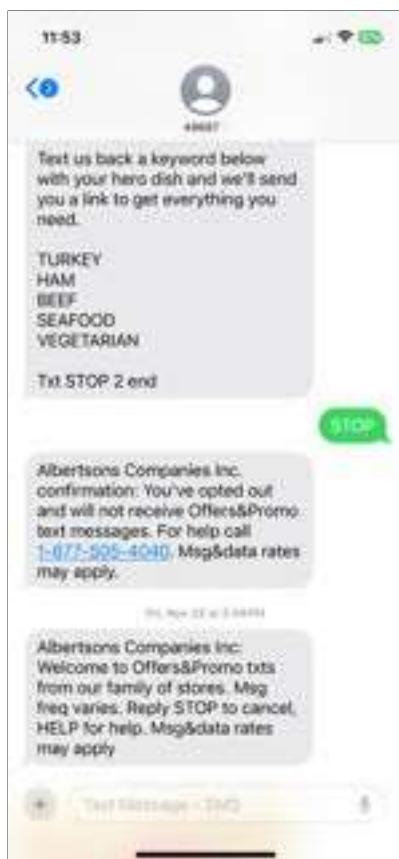 11:53
Text us back a keyword below
with your hero dish and we'll send
you a link to get everything you
need.
TURKEY
HAM
BEEF
SEAFOOD
VEGETARIAN
Txt STOP 2 end
STOP
Albertsons Companies Inc.
confirmation: You've opted out
and will not receive Offers&Promo
text messages. For help call
1-877-505-4040. Msg&data rates
may apply.
Albertsons Companies Inc:
Welcome to Offers&Promo txts
from our family of stores. Msg
freq varies. Reply STOP to cancel,
HELP for help. Msg&data rates
may apply
Text Message - SMS